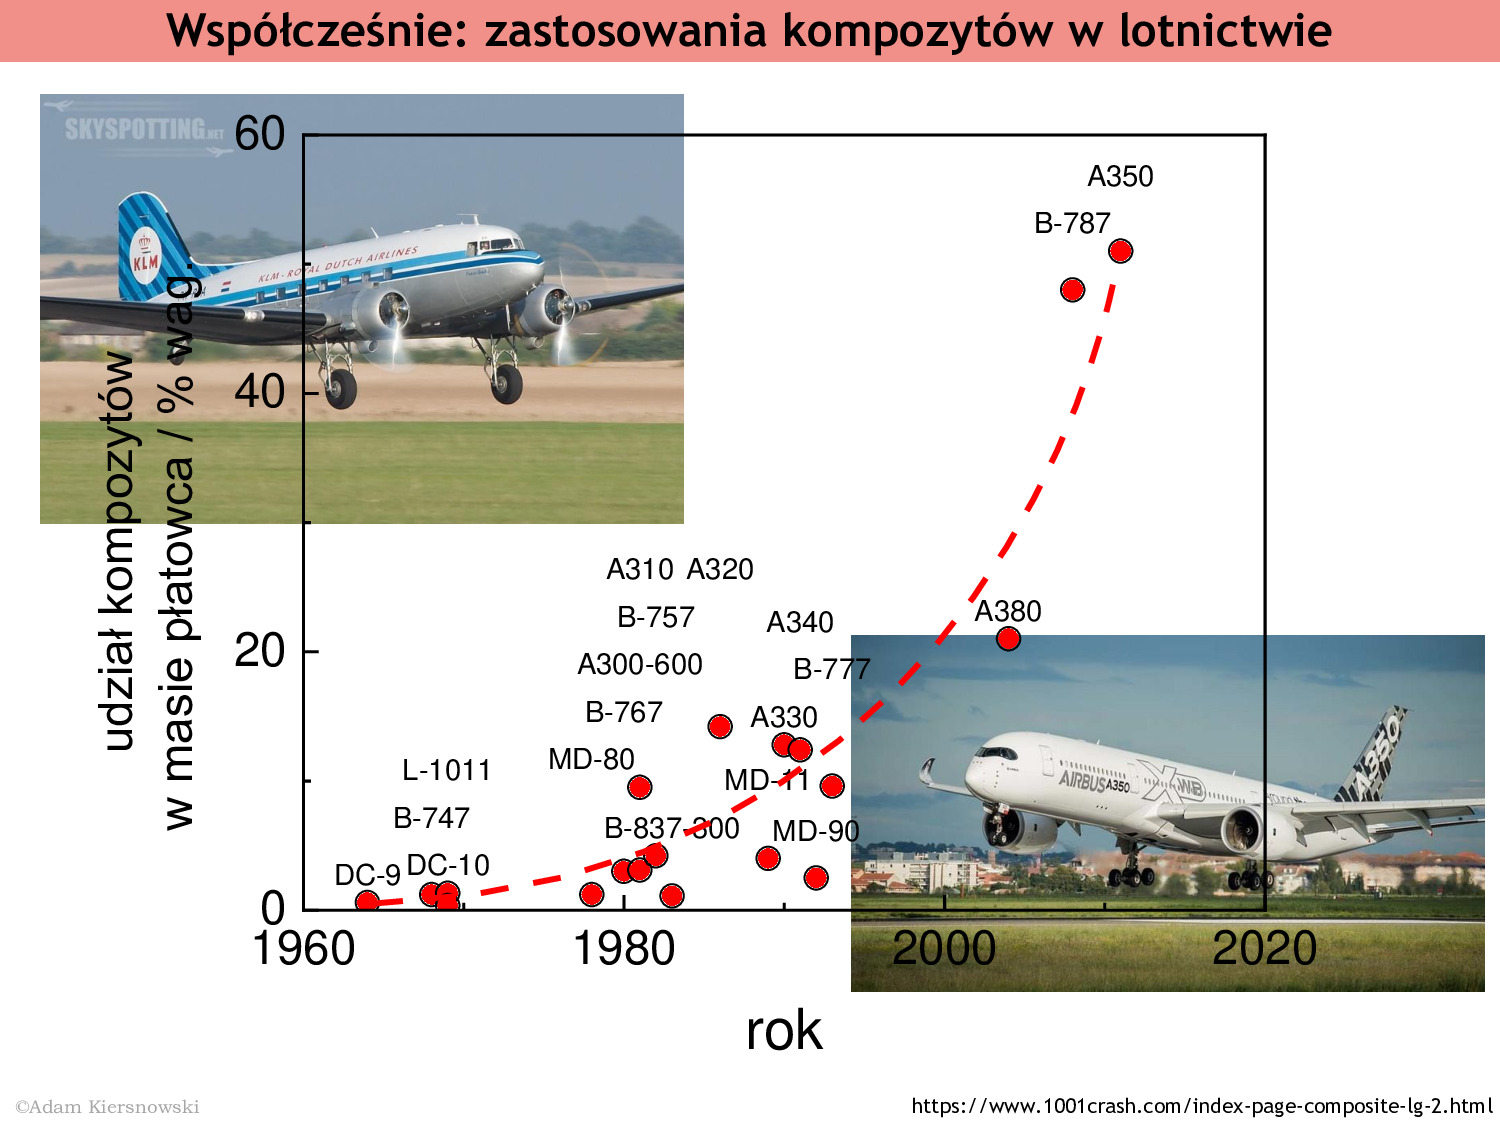 Współcześnie: zastosowania kompozytów w lotnictwie
SKYSPOTTING.NET
KLM
KLM - ROYAL DUTCH AIRLINES
udział kompozytów
w masie płatowca / % wag.
60
40
20
0
1960
1980
2000
2020
rok
A350
B-787
A380
A310
A320
B-757
A340
A300-600
B-777
B-767
A330
MD-80
MD-11
L-1011
B-747
B-837-300
MD-90
DC-9
DC-10
AIRBUS A350
XWB
A350
©Adam Kiersnowski
https://www.1001crash.com/index-page-composite-lg-2.html